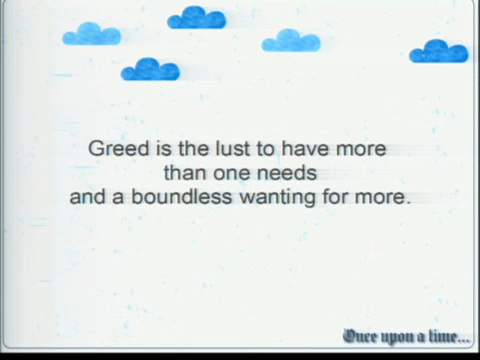 Greed is the lust to have more
than one needs
and a boundless wanting for more.
Once upon a time...